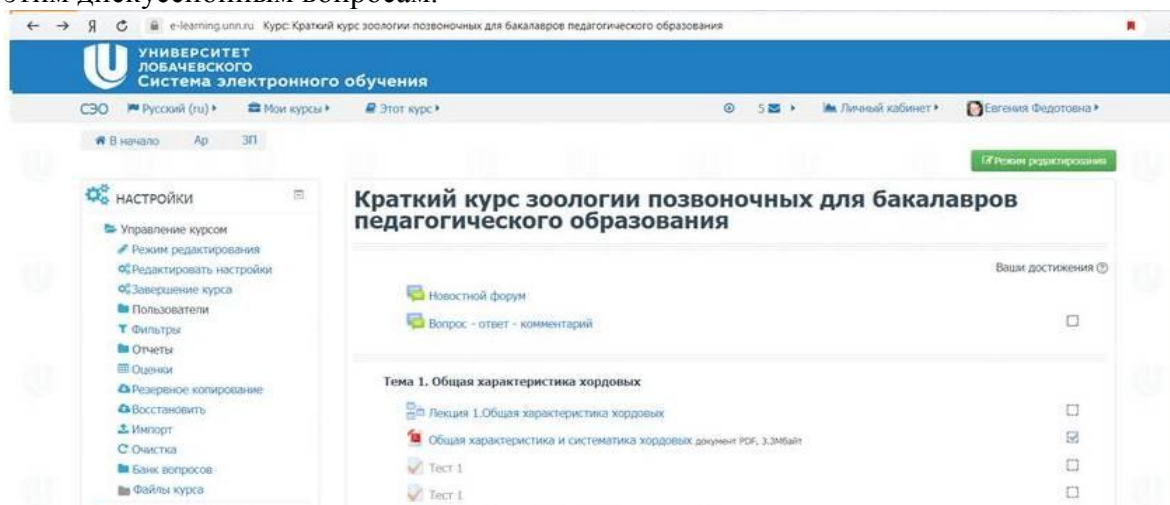 этим дискуссионным вопросам.
e-learning.unn.ru Курс: Краткий курс зоологии позвоночных для бакалавров педагогического образования
УНИВЕРСИТЕТ
ЛОБАЧЕВСКОГО
Система электронного обучения
СЭО Русский (ru) Мои курсы Этот курс 5 Личный кабинет Евгения Федотовна
В начало Ар ЗП
Режим редактирования
НАСТРОЙКИ
Управление курсом
Режим редактирования
Редактировать настройки
Завершение курса
Пользователи
Фильтры
Отчеты
Оценки
Резервное копирование
Восстановить
Импорт
Очистка
Банк вопросов
Файлы курса
Краткий курс зоологии позвоночных для бакалавров
педагогического образования
Ваши достижения
Новостной форум
Вопрос - ответ - комментарий
Тема 1. Общая характеристика хордовых
Лекция 1.Общая характеристика хордовых
Общая характеристика и систематика хордовых документ PDF, 3.3Мбайт
Тест 1
Тест 1